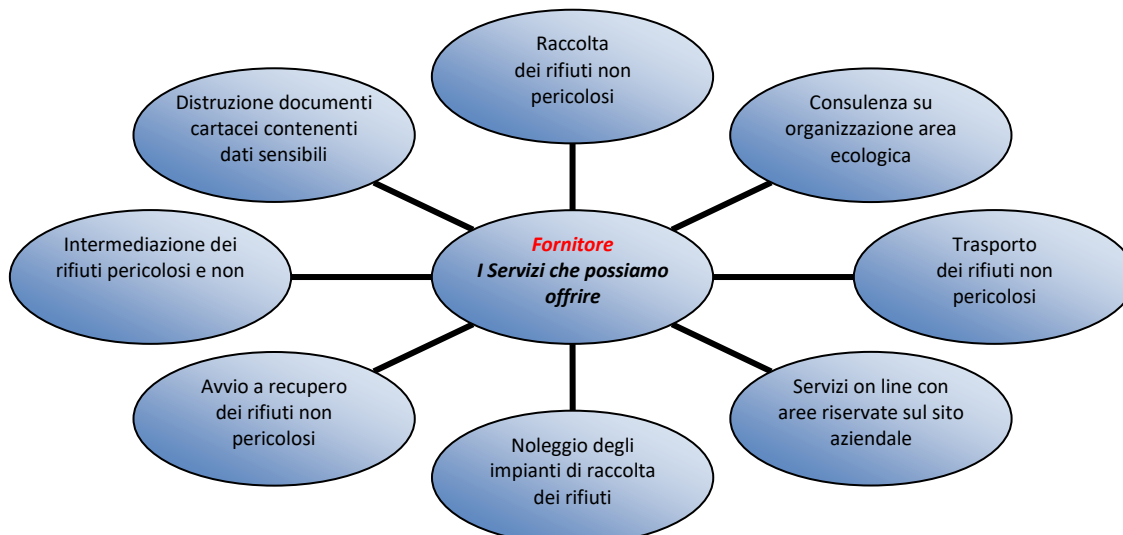 Raccolta
dei rifiuti non
pericolosi
Distruzione documenti
cartacei contenenti
dati sensibili
Consulenza su
organizzazione area
ecologica
Intermediazione dei
rifiuti pericolosi e non
Fornitore
I Servizi che possiamo
offrire
Trasporto
dei rifiuti non
pericolosi
Avvio a recupero
dei rifiuti non
pericolosi
Servizi on line con
aree riservate sul sito
aziendale
Noleggio degli
impianti di raccolta
dei rifiuti